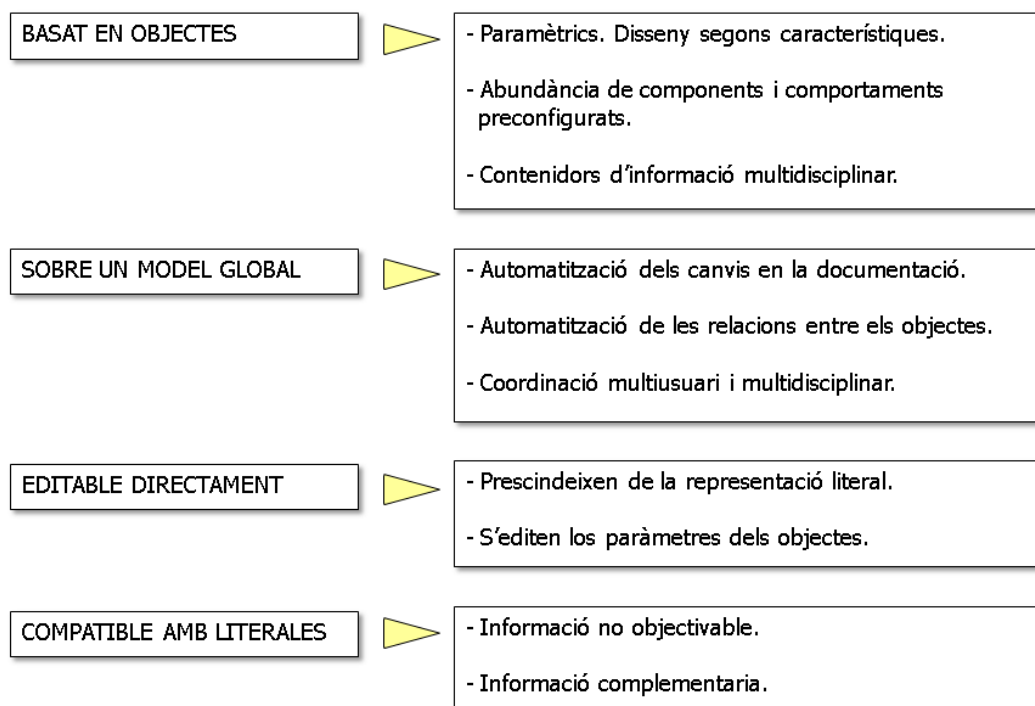 BASAT EN OBJECTES
- Paramètrics. Disseny segons característiques.
- Abundància de components i comportaments
preconfigurats.
- Contenidors d'informació multidisciplinar.
SOBRE UN MODEL GLOBAL
- Automatització dels canvis en la documentació.
- Automatització de les relacions entre els objectes.
- Coordinació multiusuari i multidisciplinar.
EDITABLE DIRECTAMENT
- Prescindeixen de la representació literal.
- S'editen los paràmetres dels objectes.
COMPATIBLE AMB LITERALES
- Informació no objectivable.
- Informació complementaria.